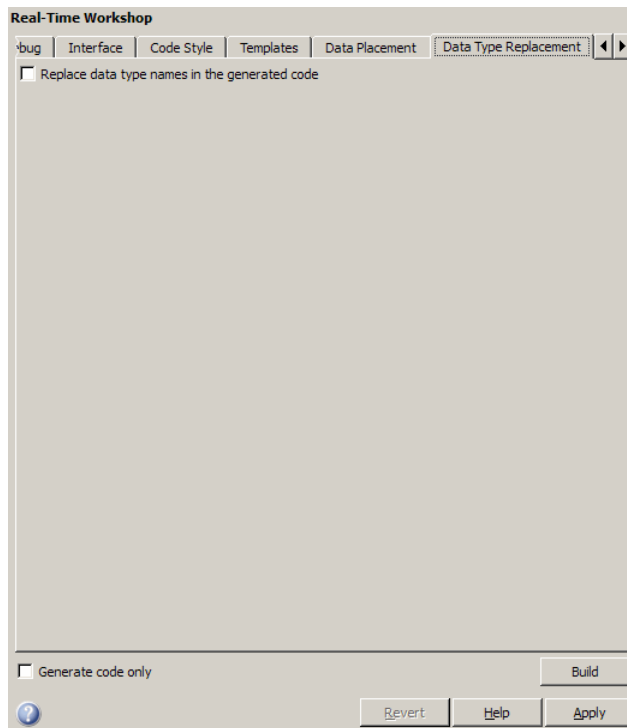 Real-Time Workshop
bug Interface Code Style Templates Data Placement Data Type Replacement
Replace data type names in the generated code
Generate code only Build
? Revert Help Apply